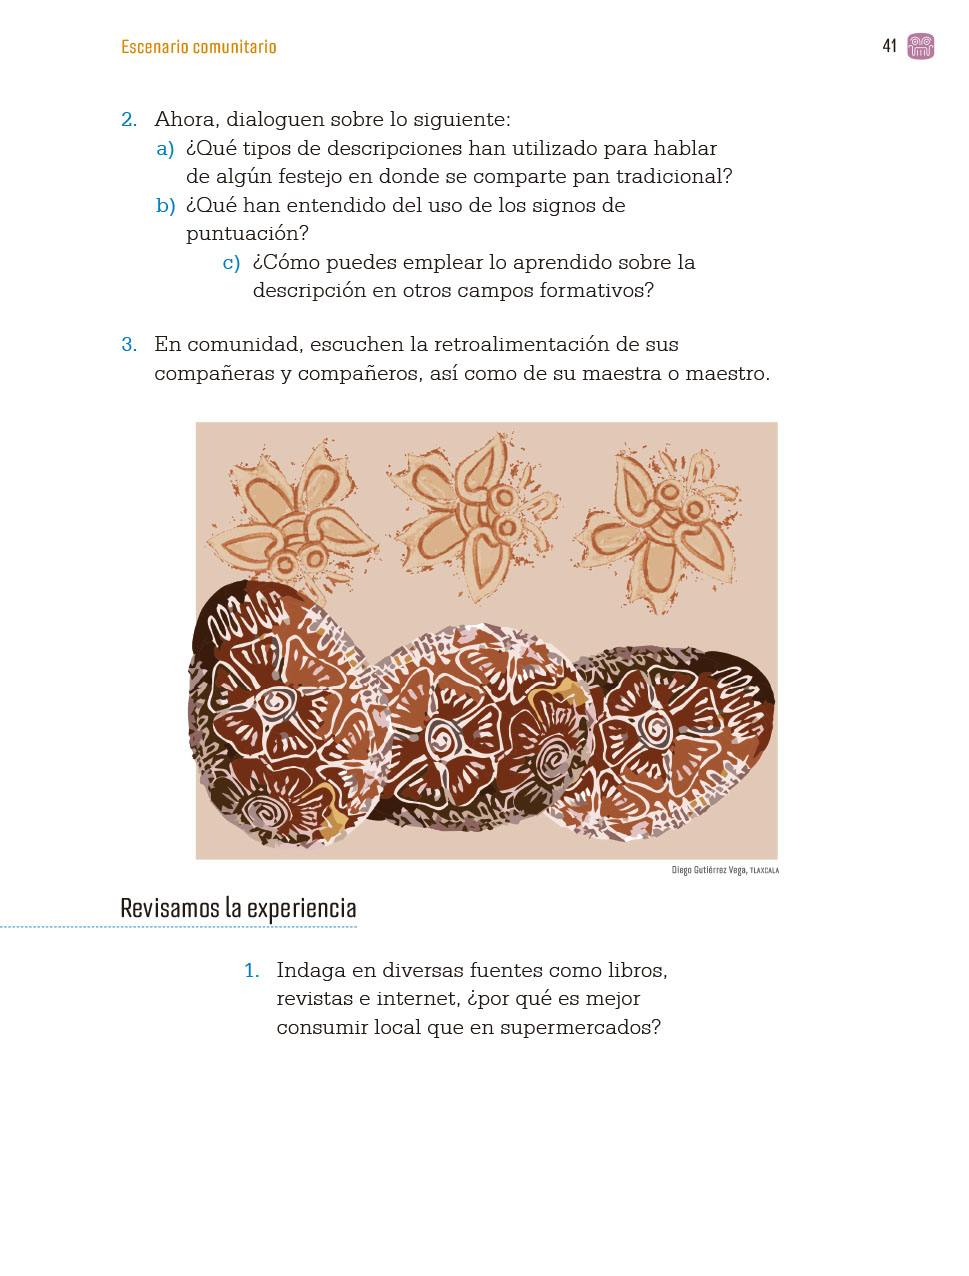 Escenario comunitario
41
2. Ahora, dialoguen sobre lo siguiente:
a) ¿Qué tipos de descripciones han utilizado para hablar
de algún festejo en donde se comparte pan tradicional?
b) ¿Qué han entendido del uso de los signos de
puntuación?
c) ¿Cómo puedes emplear lo aprendido sobre la
descripción en otros campos formativos?
3. En comunidad, escuchen la retroalimentación de sus
compañeras y compañeros, así como de su maestra o maestro.
Diego Gutiérrez Vega, TLAXCALA
Revisamos la experiencia
1. Indaga en diversas fuentes como libros,
revistas e internet, ¿por qué es mejor
consumir local que en supermercados?